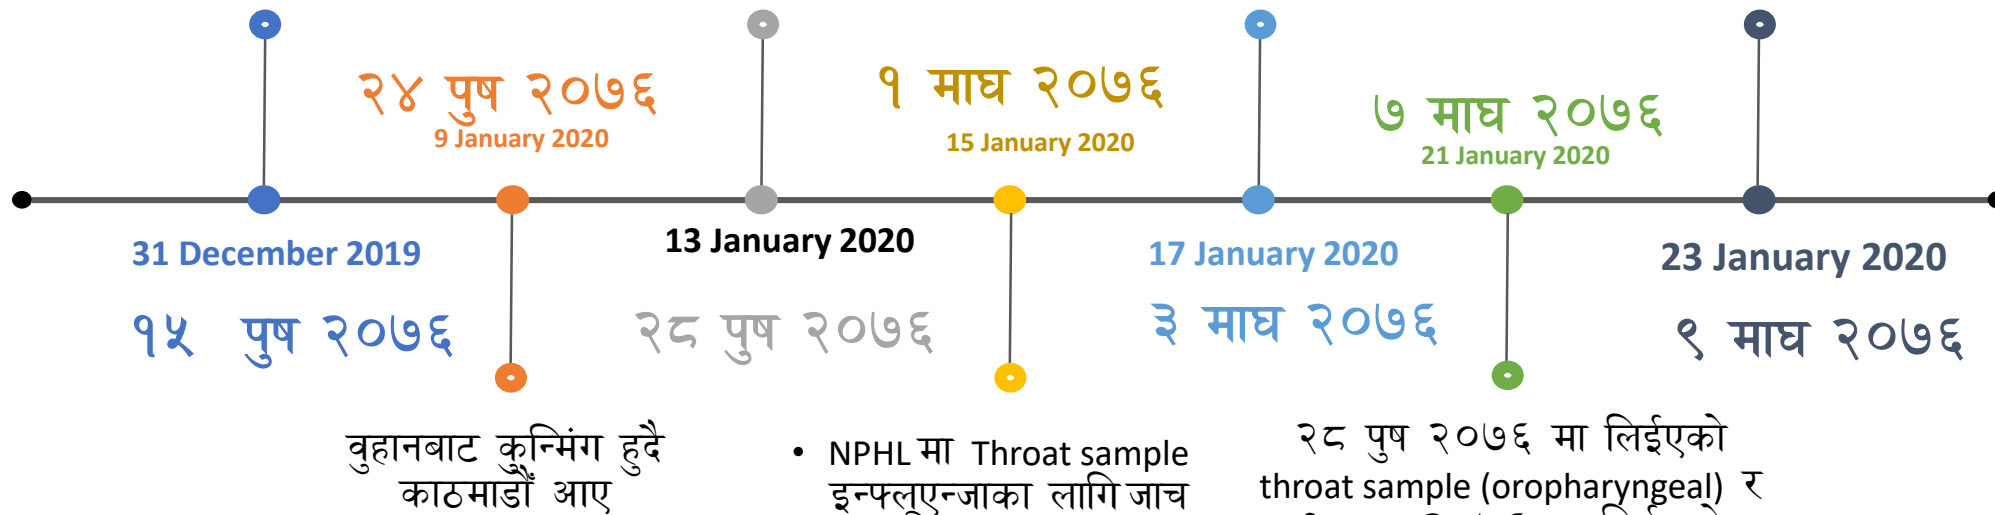 २४ पुष २०७६
9 January 2020
१ माघ २०७६
15 January 2020
७ माघ २०७६
21 January 2020
31 December 2019
१५ पुष २०७६
13 January 2020
२८ पुष २०७६
17 January 2020
३ माघ २०७६
23 January 2020
९ माघ २०७६
वुहानबाट कुन्मिंग हुदै
काठमाडौं आए
• NPHL मा Throat sample
इन्फ्लूएन्जाका लागि जाच
२८ पुष २०७६ मा लिईएको
throat sample (oropharyngeal) र